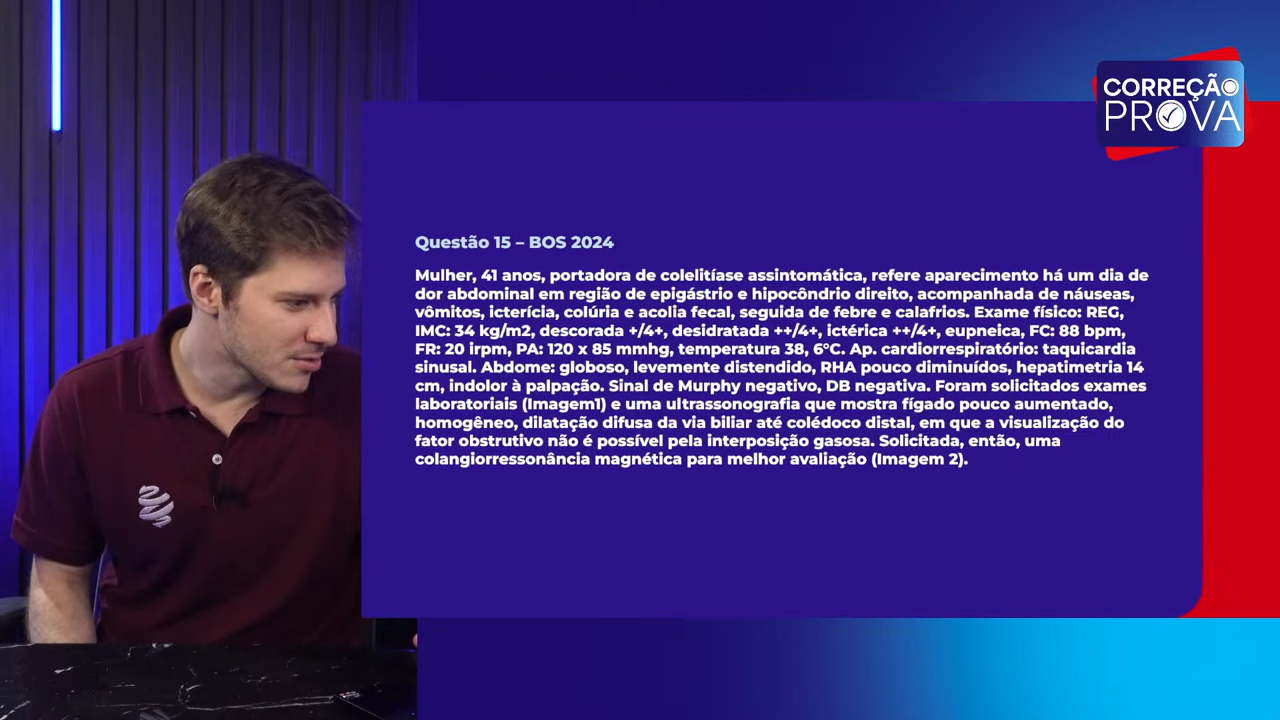 CORREÇÃO
PROVA
Questão 15 – BOS 2024
Mulher, 41 anos, portadora de colelitíase assintomática, refere aparecimento há um dia de
dor abdominal em região de epigástrio e hipocôndrio direito, acompanhada de náuseas,
vômitos, icterícia, colúria e acolia fecal, seguida de febre e calafrios. Exame físico: REG,
IMC: 34 kg/m2, descorada +/4+, desidratada ++/4+, ictérica ++/4+, eupneica, FC: 88 bpm,
FR: 20 irpm, PA: 120 x 85 mmhg, temperatura 38, 6ºC. Ap. cardiorrespiratório: taquicardia
sinusal. Abdome: globoso, levemente distendido, RHA pouco diminuídos, hepatimetria 14
cm, indolor à palpação. Sinal de Murphy negativo, DB negativa. Foram solicitados exames
laboratoriais (Imagem1) e uma ultrassonografia que mostra fígado pouco aumentado,
homogêneo, dilatação difusa da via biliar até colédoco distal, em que a visualização do
fator obstrutivo não é possível pela interposição gasosa. Solicitada, então, uma
colangiorressonância magnética para melhor avaliação (Imagem 2).